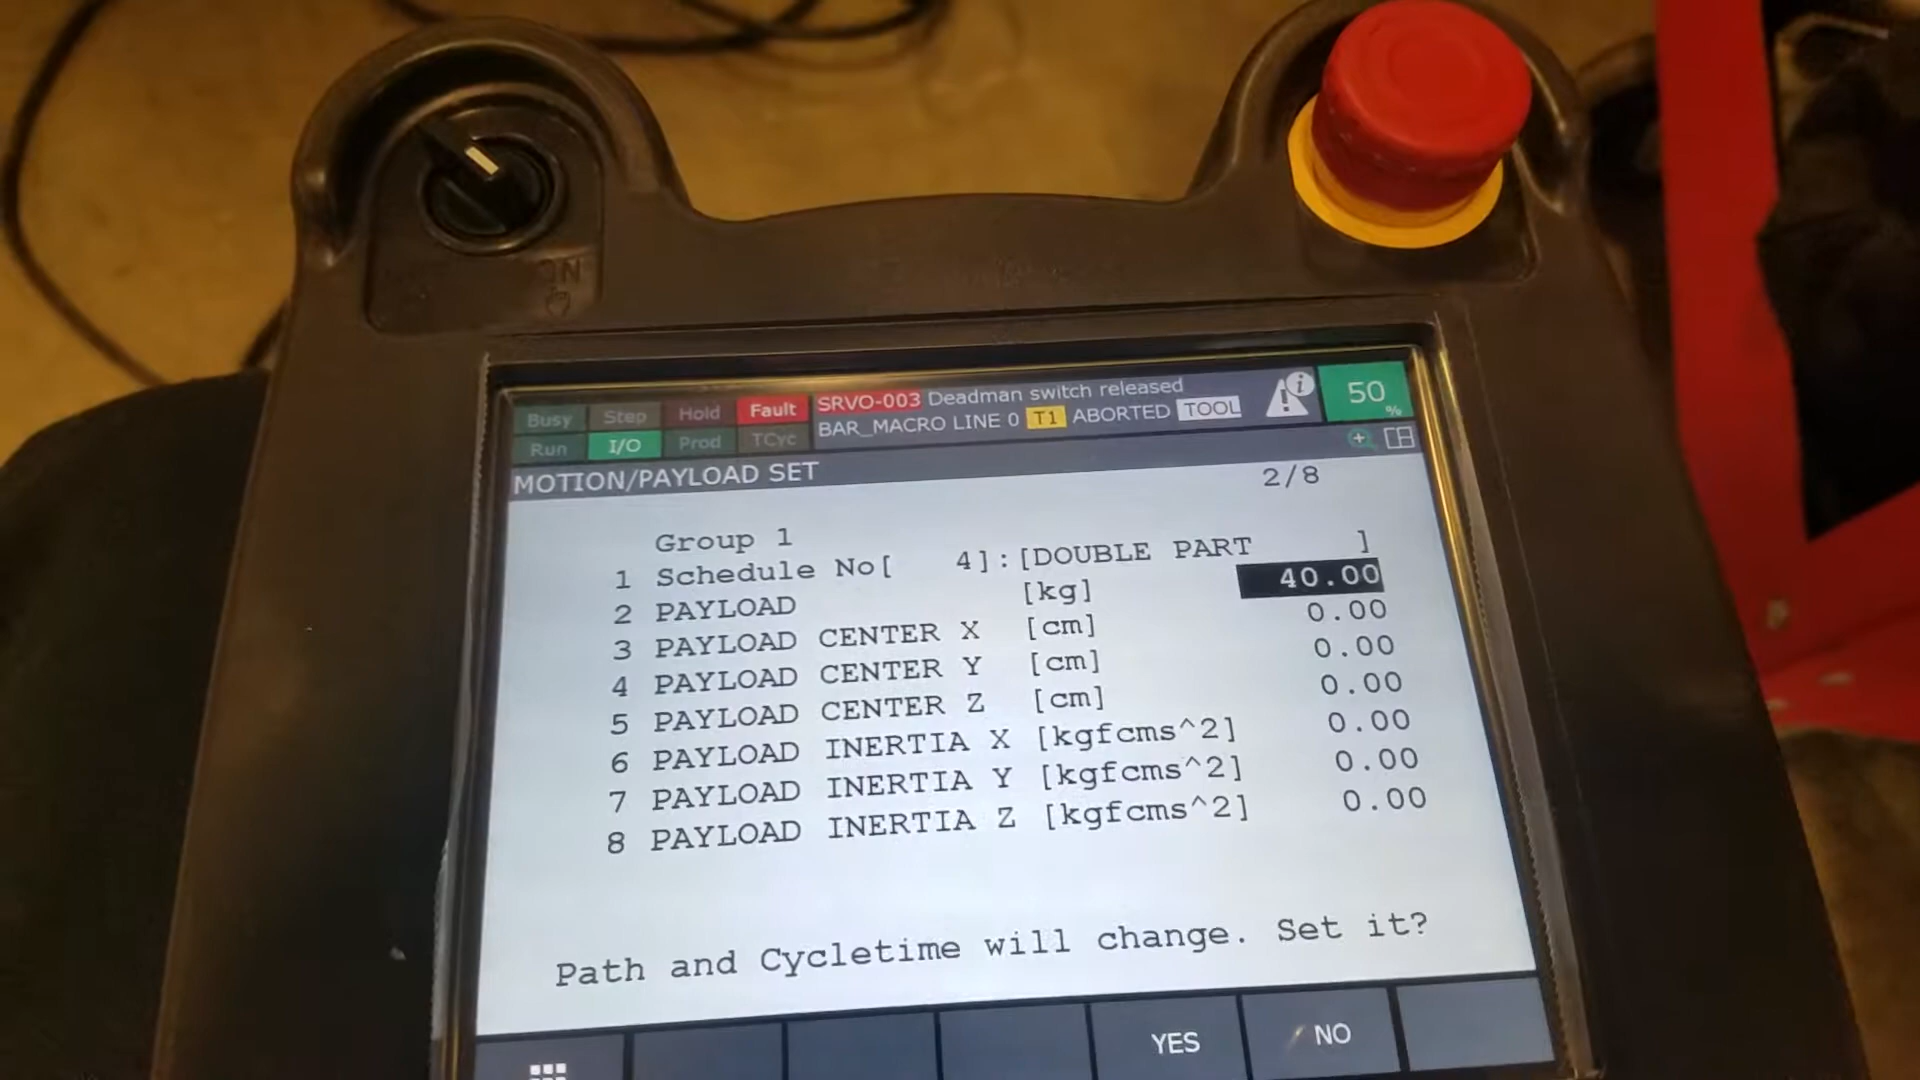 ON
Busy Step Hold Fault SRVO-003 Deadman switch released
Run I/O Prod TCyc BAR_MACRO LINE 0 T1 ABORTED TOOL 50 %
MOTION/PAYLOAD SET
2/8
Group 1
1 Schedule No[ 4]:[DOUBLE PART ]
2 PAYLOAD [kg] 40.00
3 PAYLOAD CENTER X [cm] 0.00
4 PAYLOAD CENTER Y [cm] 0.00
5 PAYLOAD CENTER Z [cm] 0.00
6 PAYLOAD INERTIA X [kgfcms^2] 0.00
7 PAYLOAD INERTIA Y [kgfcms^2] 0.00
8 PAYLOAD INERTIA Z [kgfcms^2] 0.00
Path and Cycletime will change. Set it?
YES NO